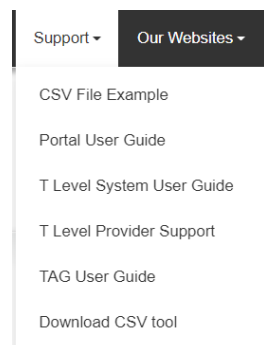 Support Our Websites
CSV File Example
Portal User Guide
T Level System User Guide
T Level Provider Support
TAG User Guide
Download CSV tool